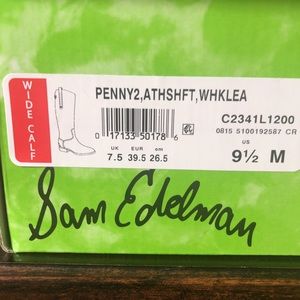 WIDE CALF
PENNY2,ATHSHFT,WHKLEA
0 17133 50178 6
C2341L1200
0815 5100192587 CR
UK EUR cm
7.5 39.5 26.5
US
9½ M
Sam Edelman